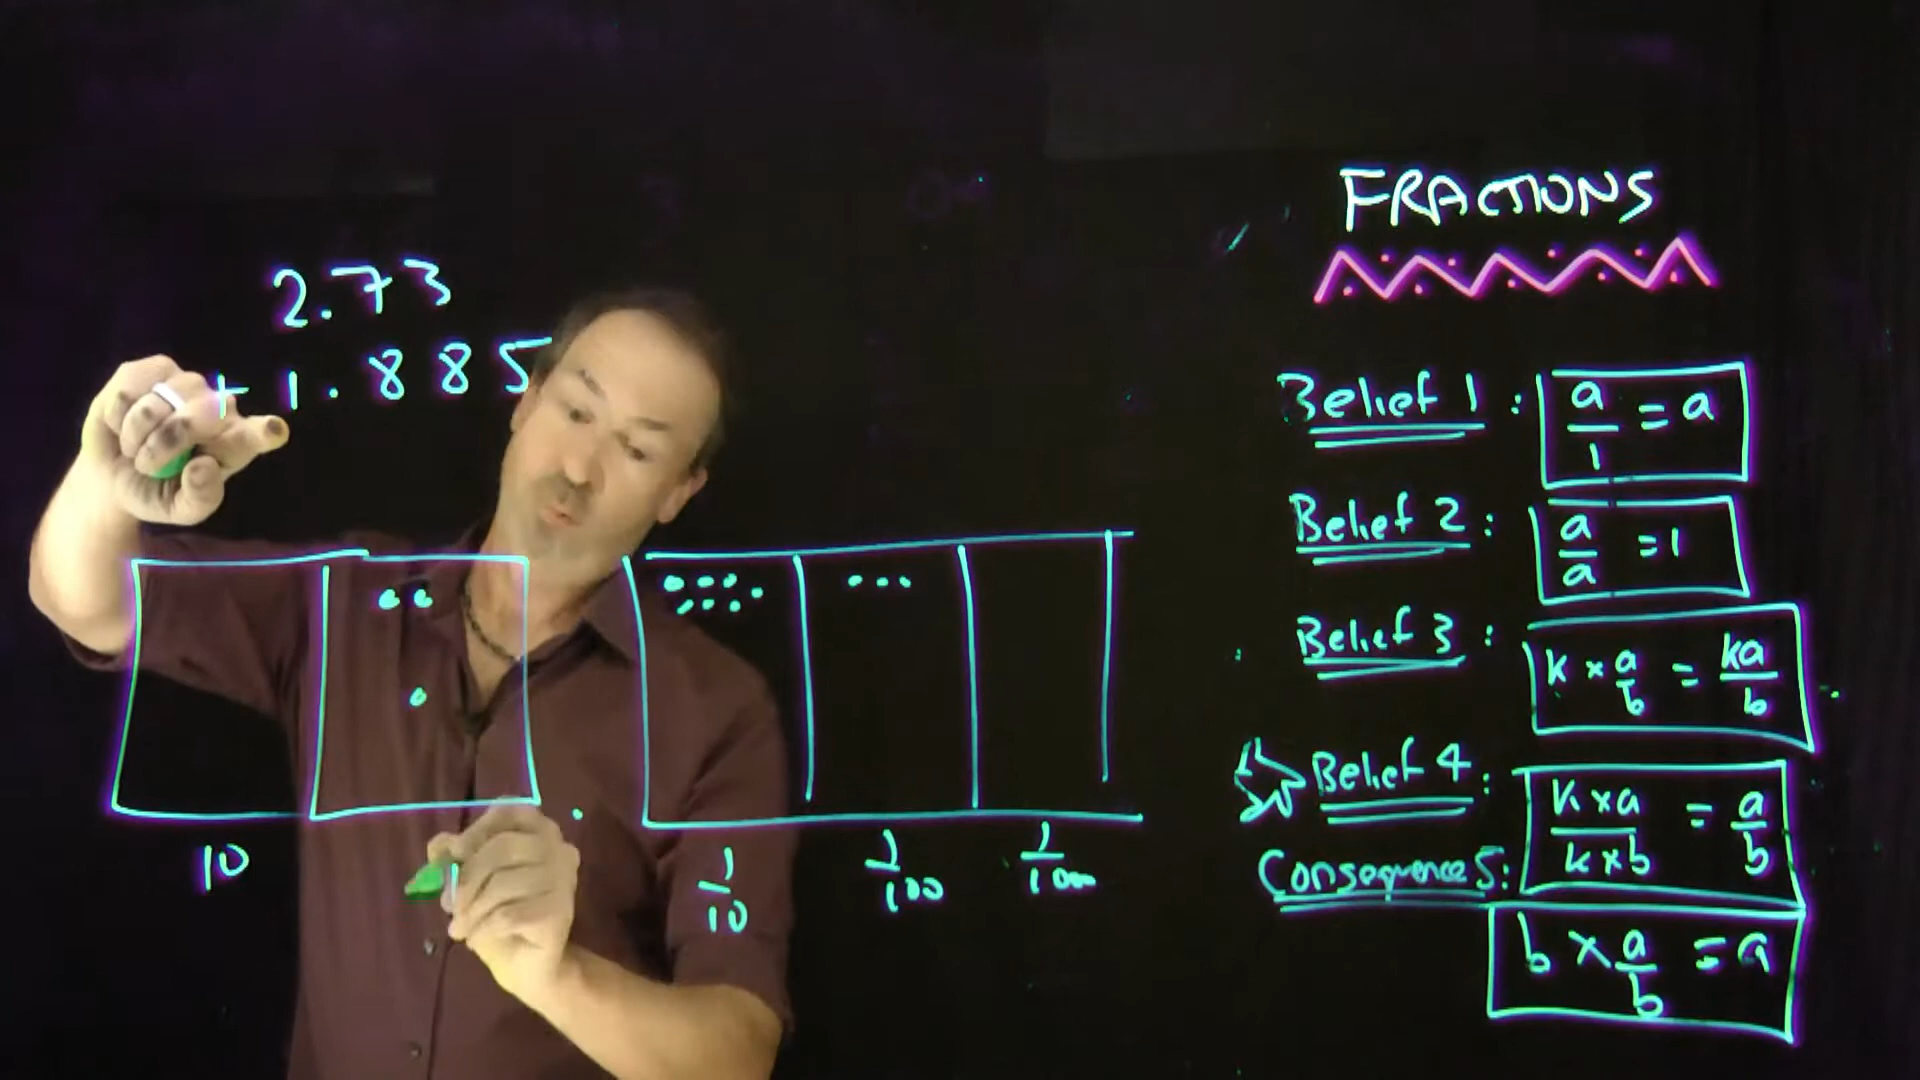 2.73
+ 1.885
10
1
1/10
1/100
1/1000
FRACTIONS
Belief 1: a/1 = a
Belief 2: a/a = 1
Belief 3: k × a/b = ka/b
Belief 4: k × a / k × b = a/b
Consequence 5: b × a/b = a